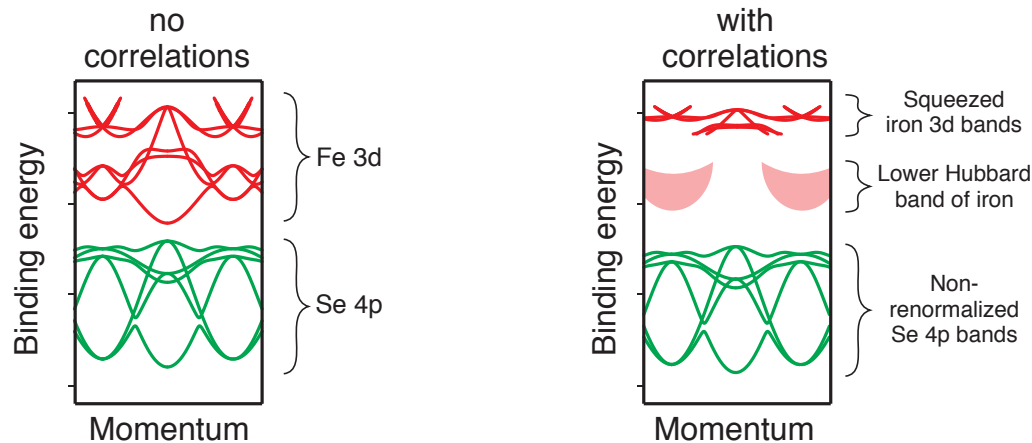 no
correlations
Binding energy
Fe 3d
Se 4p
Momentum
with
correlations
Binding energy
Squeezed
iron 3d bands
Lower Hubbard
band of iron
Non-
renormalized
Se 4p bands
Momentum